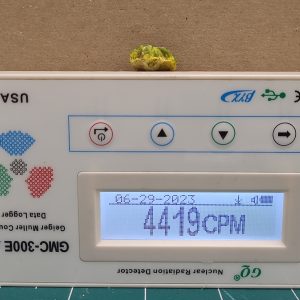 USA
GMC-300E
Geiger Muller Cou
Data Logger
06-29-2023
4419CPM
GQ
Nuclear Radiation Detector